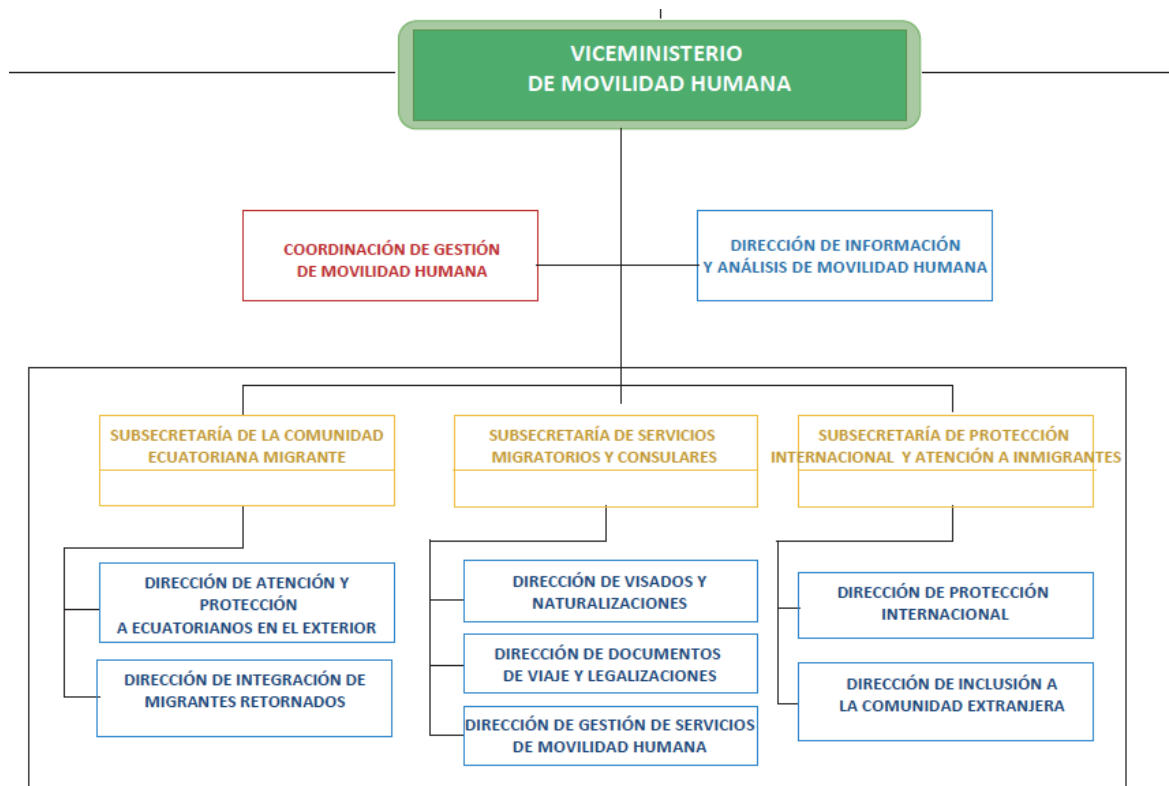 VICEMINISTERIO
DE MOVILIDAD HUMANA
COORDINACIÓN DE GESTIÓN
DE MOVILIDAD HUMANA
DIRECCIÓN DE INFORMACIÓN
Y ANÁLISIS DE MOVILIDAD HUMANA
SUBSECRETARÍA DE LA COMUNIDAD
ECUATORIANA MIGRANTE
SUBSECRETARÍA DE SERVICIOS
MIGRATORIOS Y CONSULARES
SUBSECRETARÍA DE PROTECCIÓN
INTERNACIONAL Y ATENCIÓN A INMIGRANTES
DIRECCIÓN DE ATENCIÓN Y
PROTECCIÓN
A ECUATORIANOS EN EL EXTERIOR
DIRECCIÓN DE INTEGRACIÓN DE
MIGRANTES RETORNADOS
DIRECCIÓN DE VISADOS Y
NATURALIZACIONES
DIRECCIÓN DE DOCUMENTOS
DE VIAJE Y LEGALIZACIONES
DIRECCIÓN DE GESTIÓN DE SERVICIOS
DE MOVILIDAD HUMANA
DIRECCIÓN DE PROTECCIÓN
INTERNACIONAL
DIRECCIÓN DE INCLUSIÓN A
LA COMUNIDAD EXTRANJERA